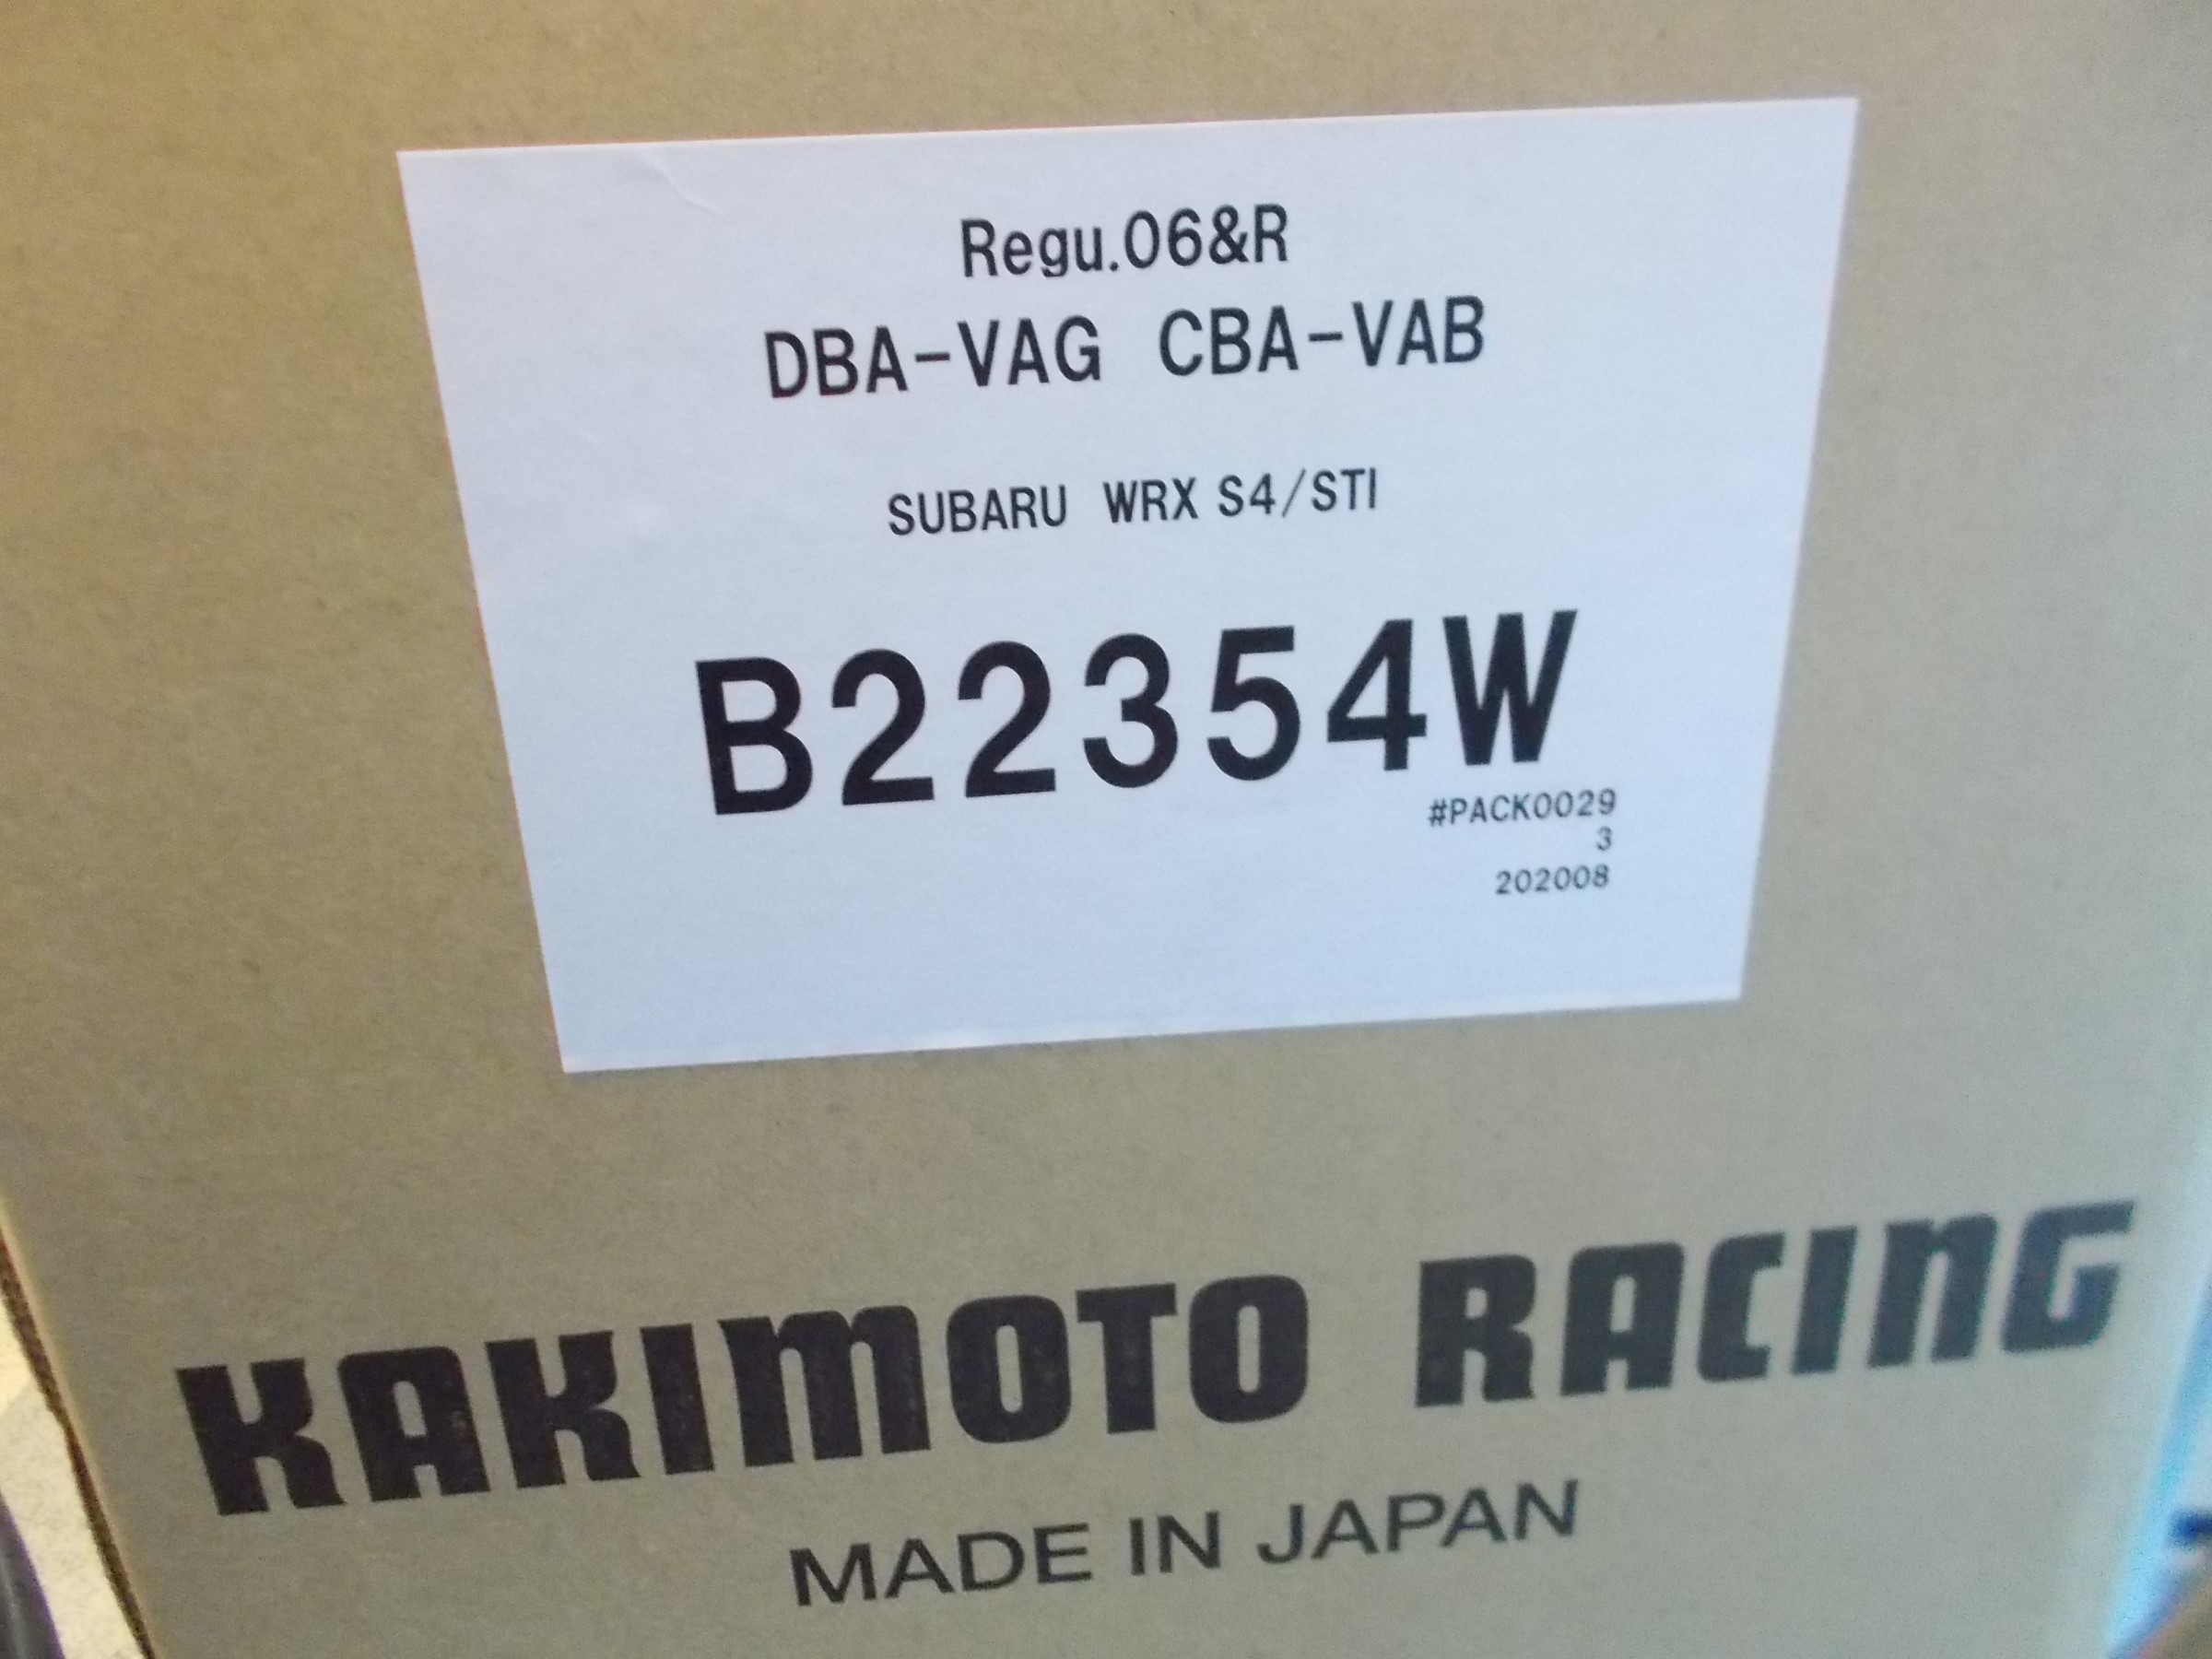 Regu.06&R
DBA-VAG CBA-VAB
SUBARU WRX S4/STI
B22354W
#PACK0029
3
202008
KAKIMOTO RACING
MADE IN JAPAN